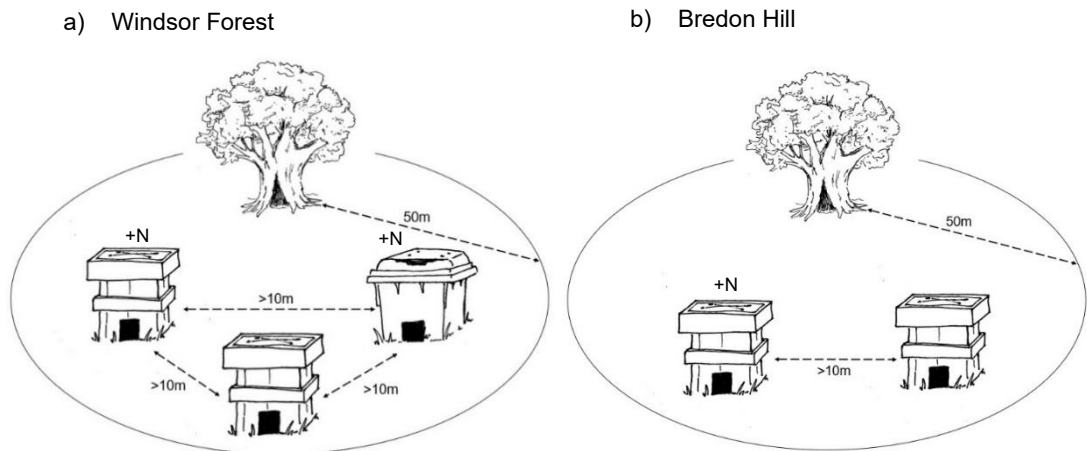 a) Windsor Forest
50m
+N
+N
>10m
>10m
>10m
b) Bredon Hill
50m
+N
>10m